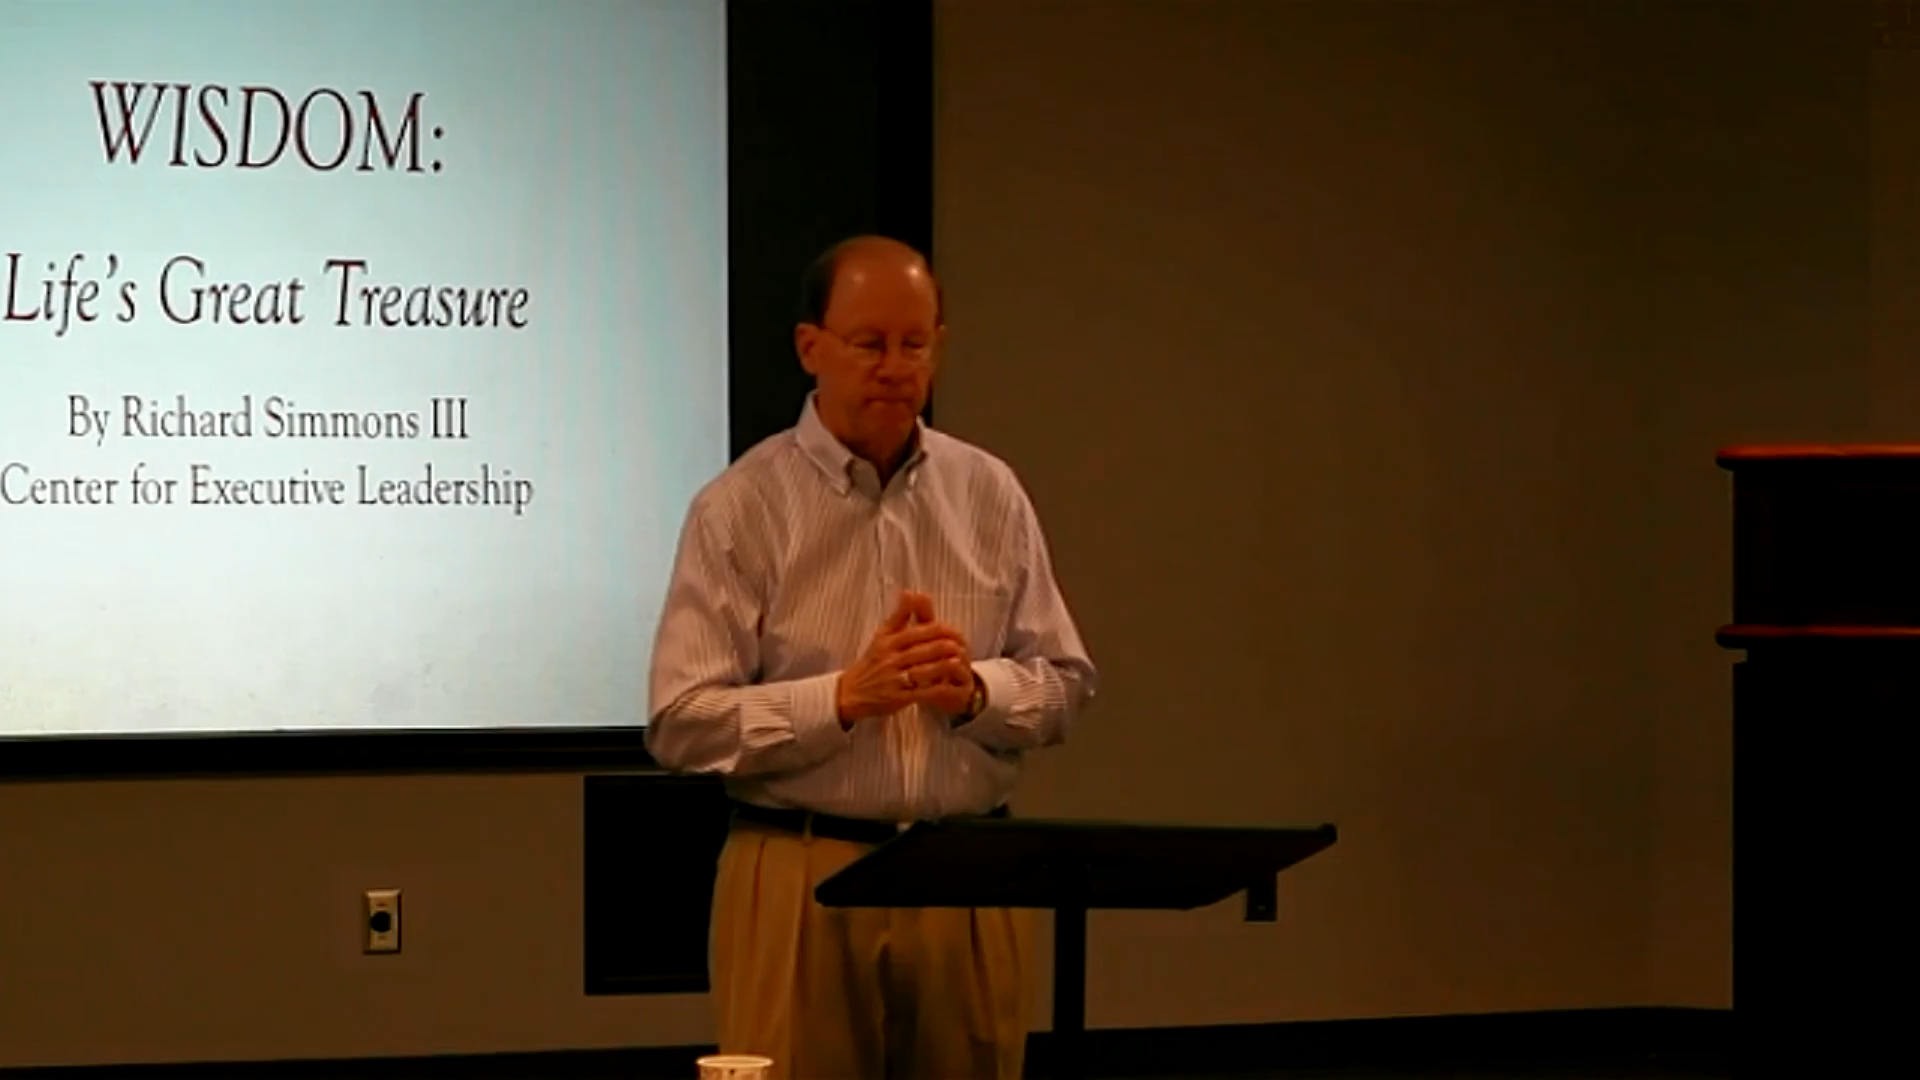 WISDOM:
Life's Great Treasure
By Richard Simmons III
Center for Executive Leadership